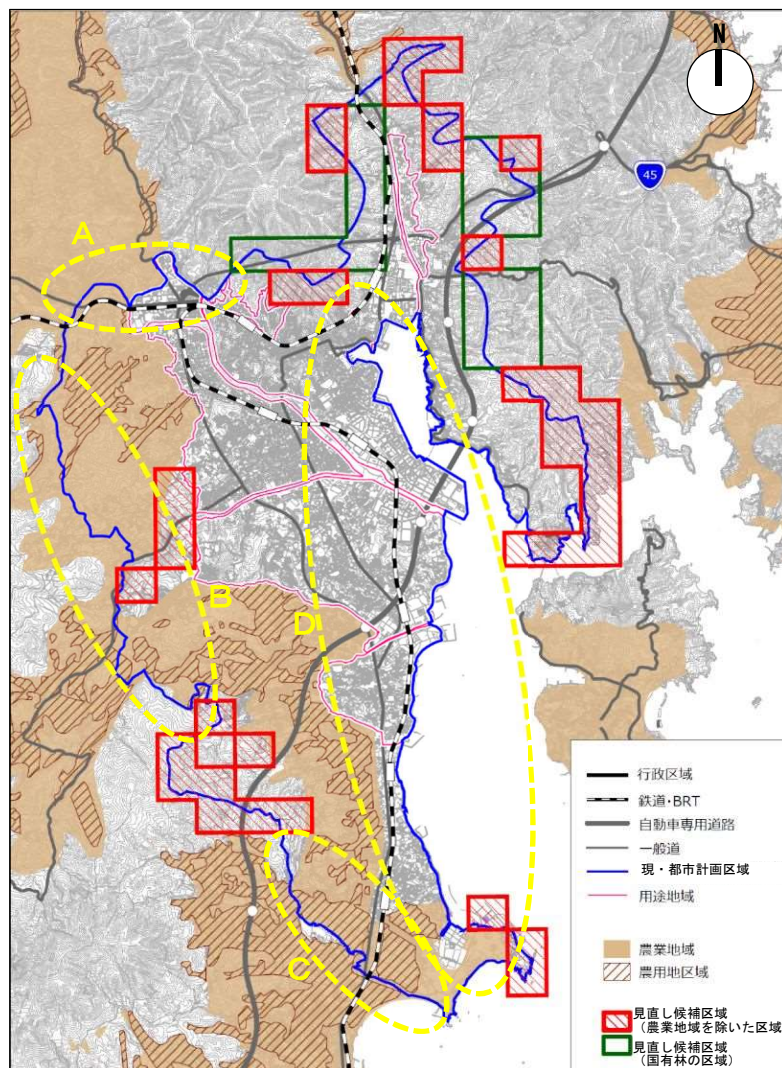 N
45
A
B
D
C
行政区域
鉄道・BRT
自動車専用道路
一般道
現・都市計画区域
用途地域
農業地域
農用地区域
見直し候補区域
（農業地域を除いた区域
見直し候補区域
（国有林の区域）